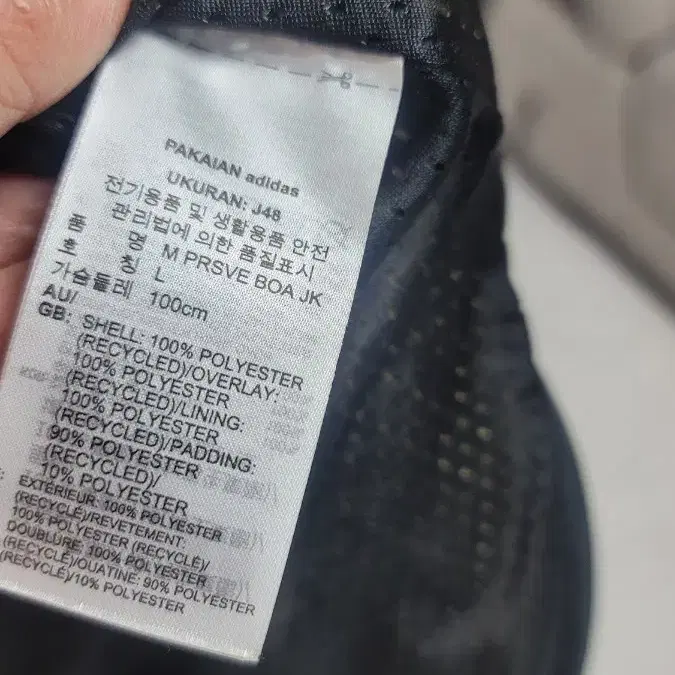 PAKAIAN adidas
UKURAN: J48
전기용품 및 생활용품 안전
관리법에 의한 품질표시
품 명 M PRSVE BOA JK
호 칭 L
가슴둘레 100cm
AU/
GB: SHELL: 100% POLYESTER
(RECYCLED)/OVERLAY:
100% POLYESTER
(RECYCLED)/LINING:
100% POLYESTER
(RECYCLED)/PADDING:
90% POLYESTER
(RECYCLED)/
10% POLYESTER
EXTÉRIEUR: 100% POLYESTER
(RECYCLÉ)/REVETEMENT:
100% POLYESTER (RECYCLÉ)/
DOUBLURE: 100% POLYESTER
(RECYCLÉ)/OUATINE: 90% POLYESTER
(RECYCLÉ)/10% POLYESTER